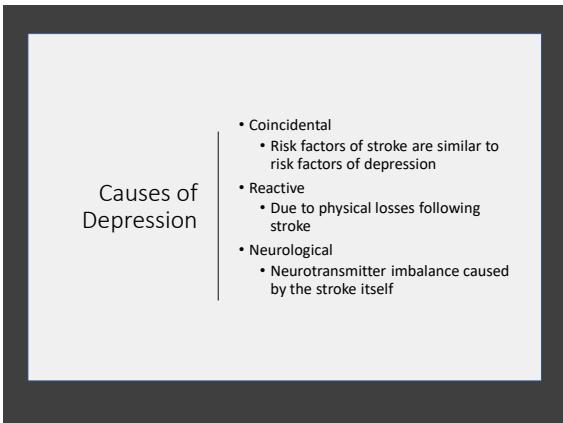 Causes of
Depression
• Coincidental
• Risk factors of stroke are similar to
risk factors of depression
• Reactive
• Due to physical losses following
stroke
• Neurological
• Neurotransmitter imbalance caused
by the stroke itself